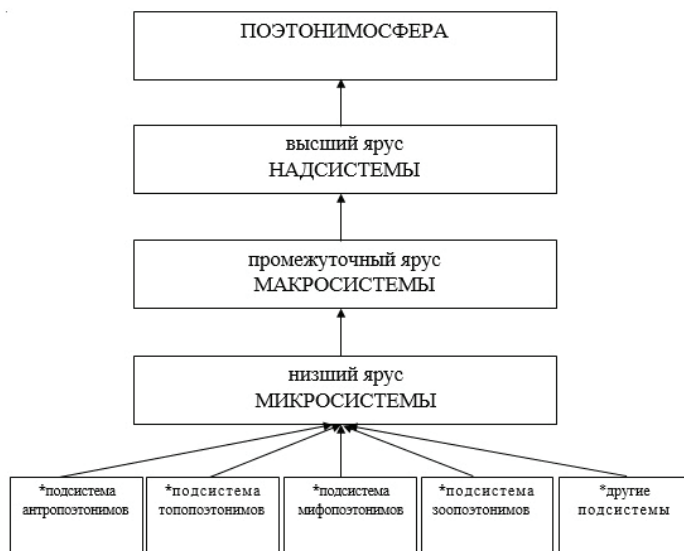 ПОЭТОНИМОСФЕРА
высший ярус
НАДСИСТЕМЫ
промежуточный ярус
МАКРОСИСТЕМЫ
низший ярус
МИКРОСИСТЕМЫ
*подсистема
антропоэтонимов
*подсистема
топопоэтонимов
*подсистема
мифопоэтонимов
*подсистема
зоопоэтонимов
*другие
подсистемы